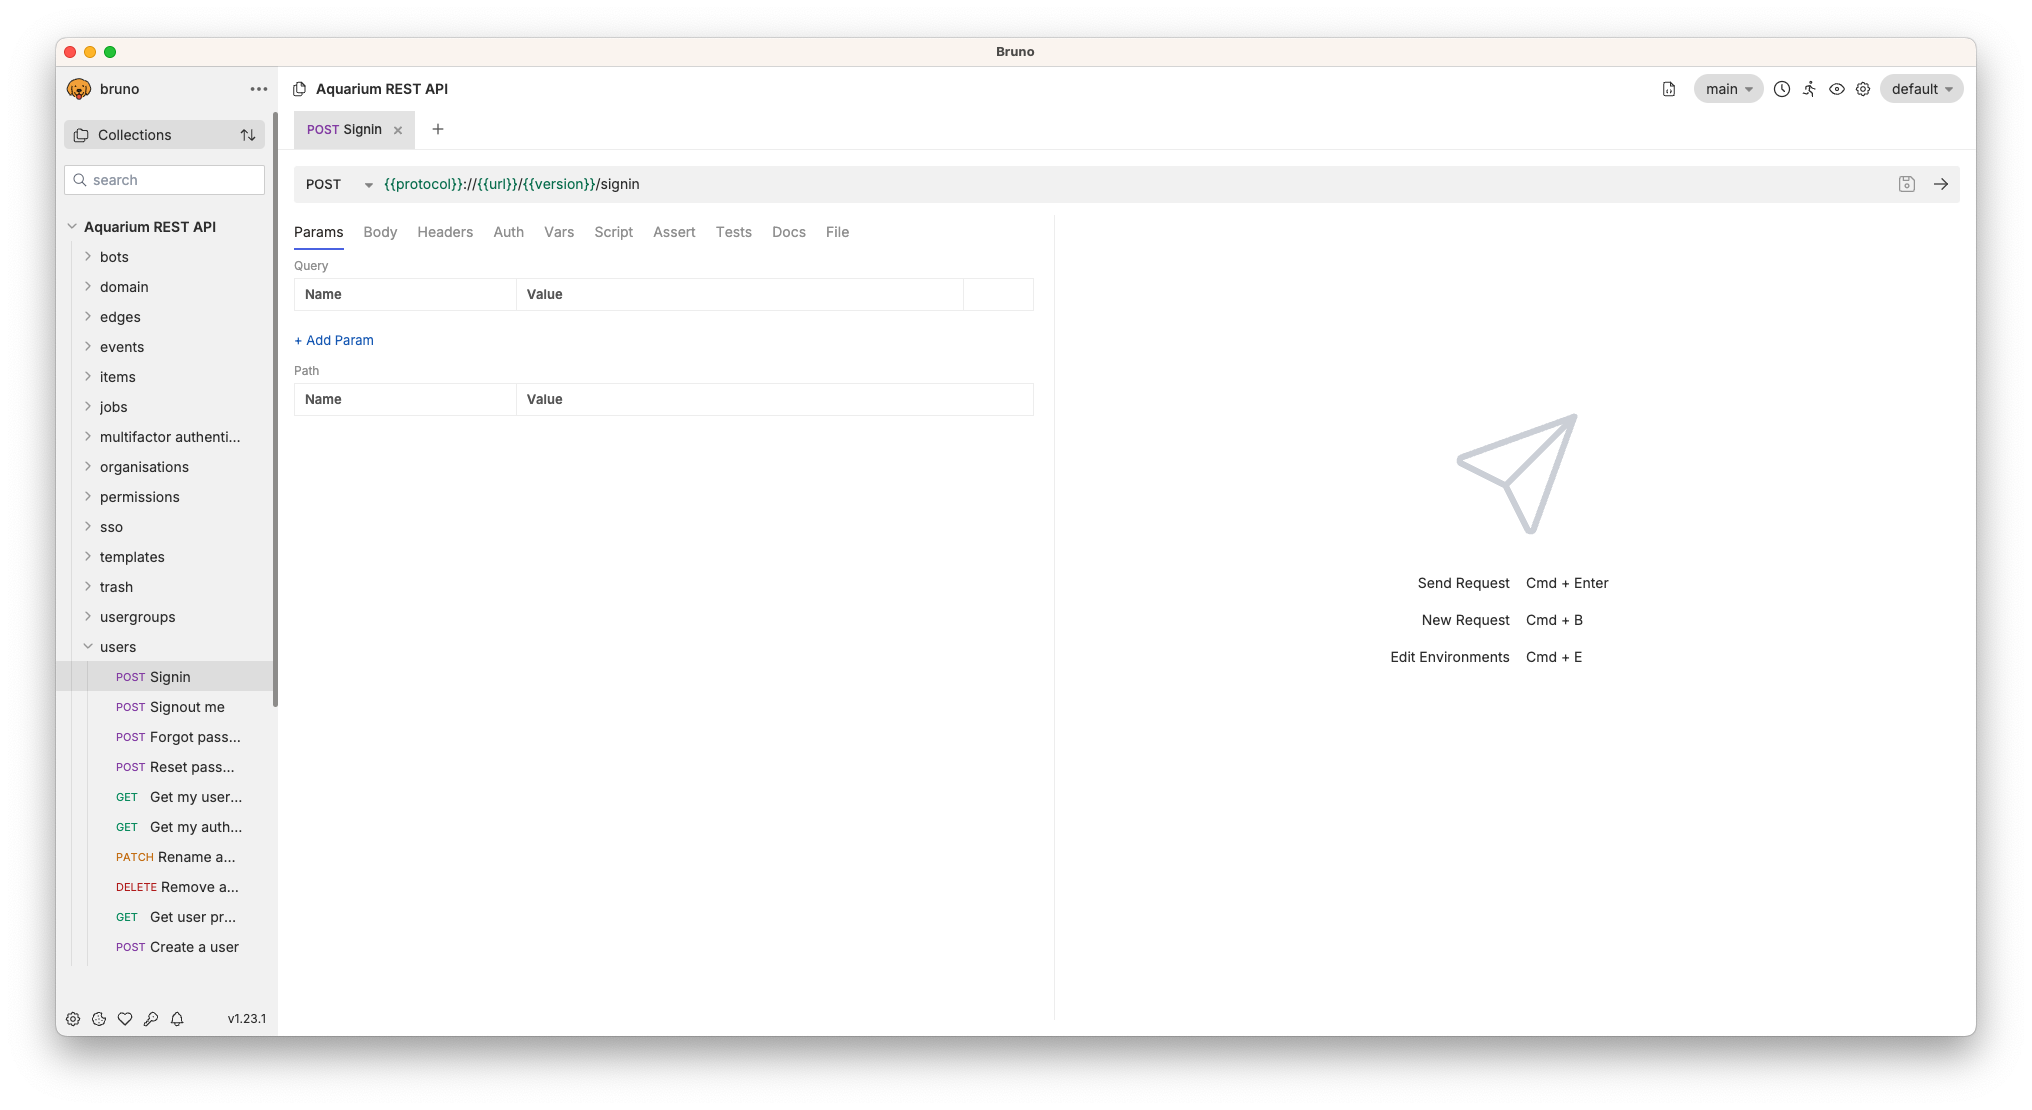 Bruno
bruno
Collections
search
Aquarium REST API
bots
domain
edges
events
items
jobs
multifactor authenti...
organisations
permissions
sso
templates
trash
usergroups
users
POST Signin
POST Signout me
POST Forgot pass...
POST Reset pass...
GET Get my user...
GET Get my auth...
PATCH Rename a...
DELETE Remove a...
GET Get user pr...
POST Create a user
v1.23.1
Aquarium REST API
main
default
POST Signin
POST {{protocol}}://{{url}}/{{version}}/signin
Params Body Headers Auth Vars Script Assert Tests Docs File
Query
Name Value
+ Add Param
Path
Name Value
Send Request Cmd + Enter
New Request Cmd + B
Edit Environments Cmd + E